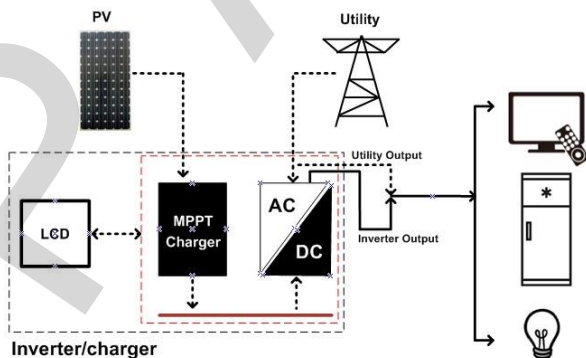 PV
Utility
Utility Output
LCD
MPPT
Charger
AC
DC
Inverter Output
Inverter/charger